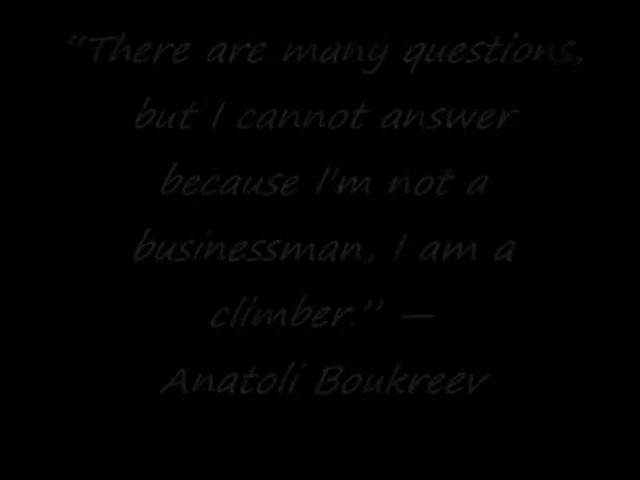 “There are many questions,
but I cannot answer
because I'm not a
businessman, I am a
climber.” —
Anatoli Boukreev